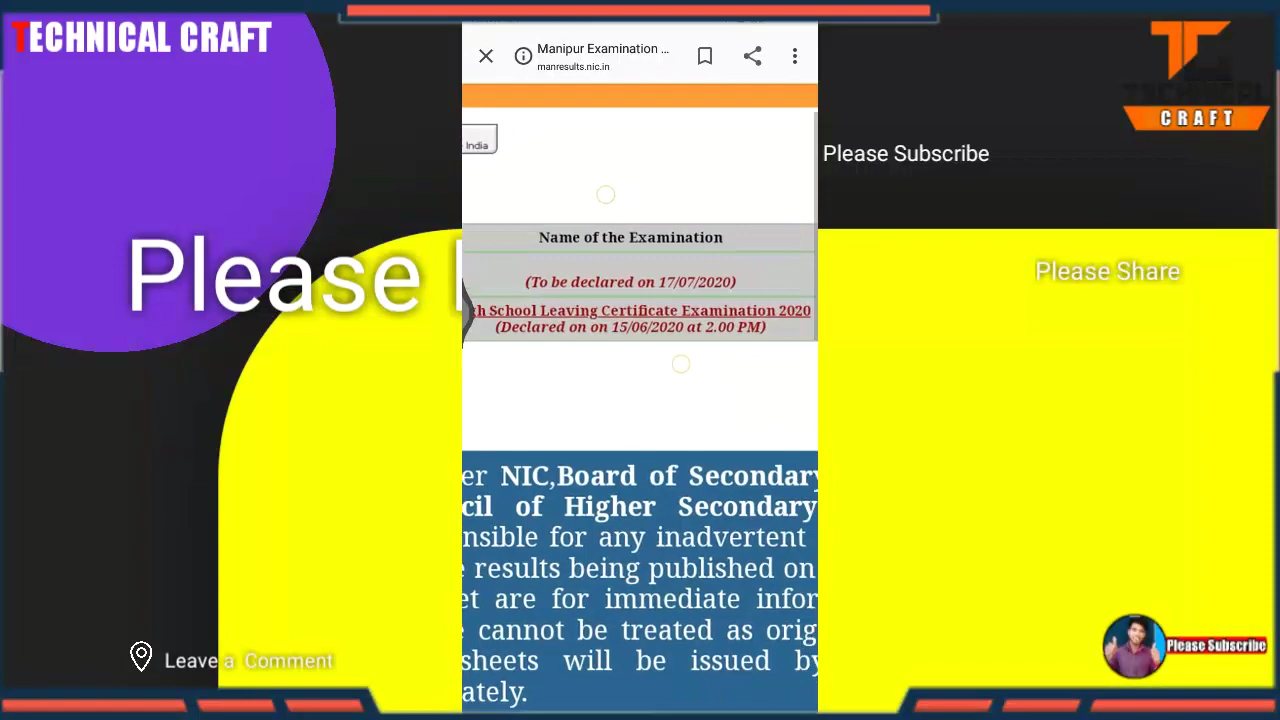 TECHNICAL CRAFT
Manipur Examination ...
manresults.nic.in
India
CRAFT
Please Subscribe
Please
Please Share
Name of the Examination
(To be declared on 17/07/2020)
h School Leaving Certificate Examination 2020
(Declared on on 15/06/2020 at 2.00 PM)
er NIC,Board of Secondary
cil of Higher Secondary
nsible for any inadvertent
e results being published on
et are for immediate infor
e cannot be treated as orig
sheets will be issued by
ately.
Leave a Comment
Please Subscribe